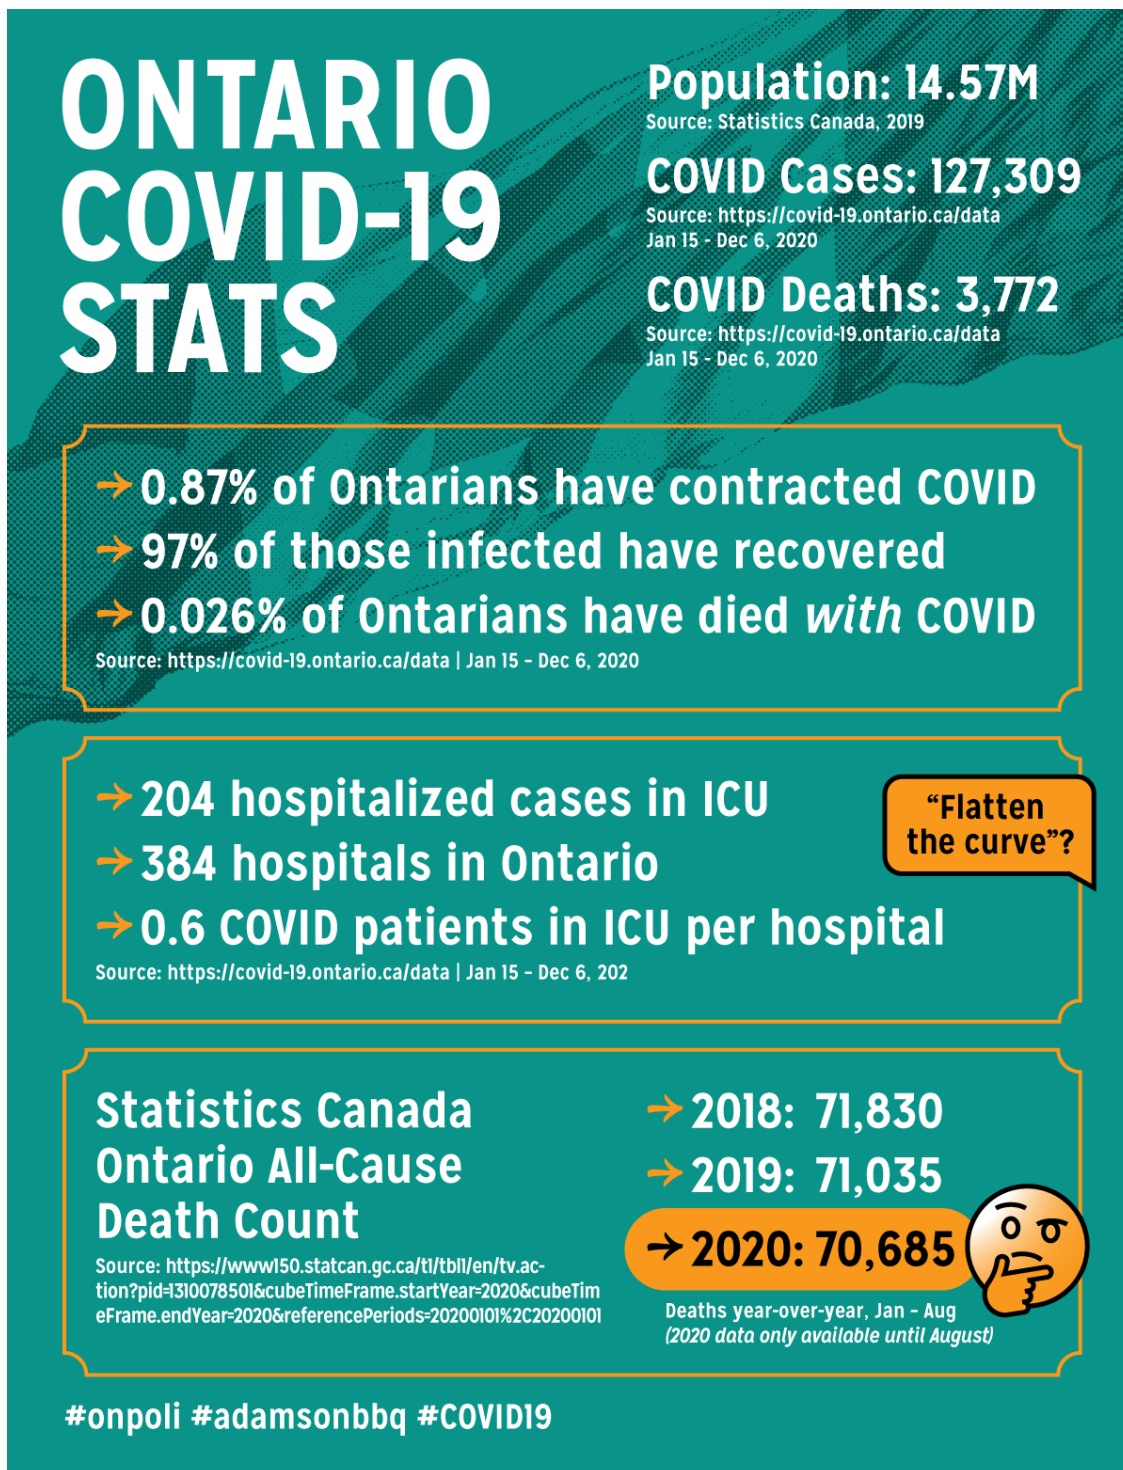 ONTARIO
COVID-19
STATS
Population: 14.57M
Source: Statistics Canada, 2019
COVID Cases: 127,309
Source: https://covid-19.ontario.ca/data
Jan 15 - Dec 6, 2020
COVID Deaths: 3,772
Source: https://covid-19.ontario.ca/data
Jan 15 - Dec 6, 2020
→ 0.87% of Ontarians have contracted COVID
→ 97% of those infected have recovered
→ 0.026% of Ontarians have died with COVID
Source: https://covid-19.ontario.ca/data | Jan 15 – Dec 6, 2020
→ 204 hospitalized cases in ICU
→ 384 hospitals in Ontario
→ 0.6 COVID patients in ICU per hospital
Source: https://covid-19.ontario.ca/data | Jan 15 – Dec 6, 202
“Flatten
the curve”?
Statistics Canada
Ontario All-Cause
Death Count
Source: https://www150.statcan.gc.ca/t1/tbl1/en/tv.ac-
tion?pid=1310078501&cubeTimeFrame.startYear=2020&cubeTim
eFrame.endYear=2020&referencePeriods=20200101%2C20200101
→ 2018: 71,830
→ 2019: 71,035
→ 2020: 70,685
Deaths year-over-year, Jan – Aug
(2020 data only available until August)
#onpoli #adamsonbbq #COVID19